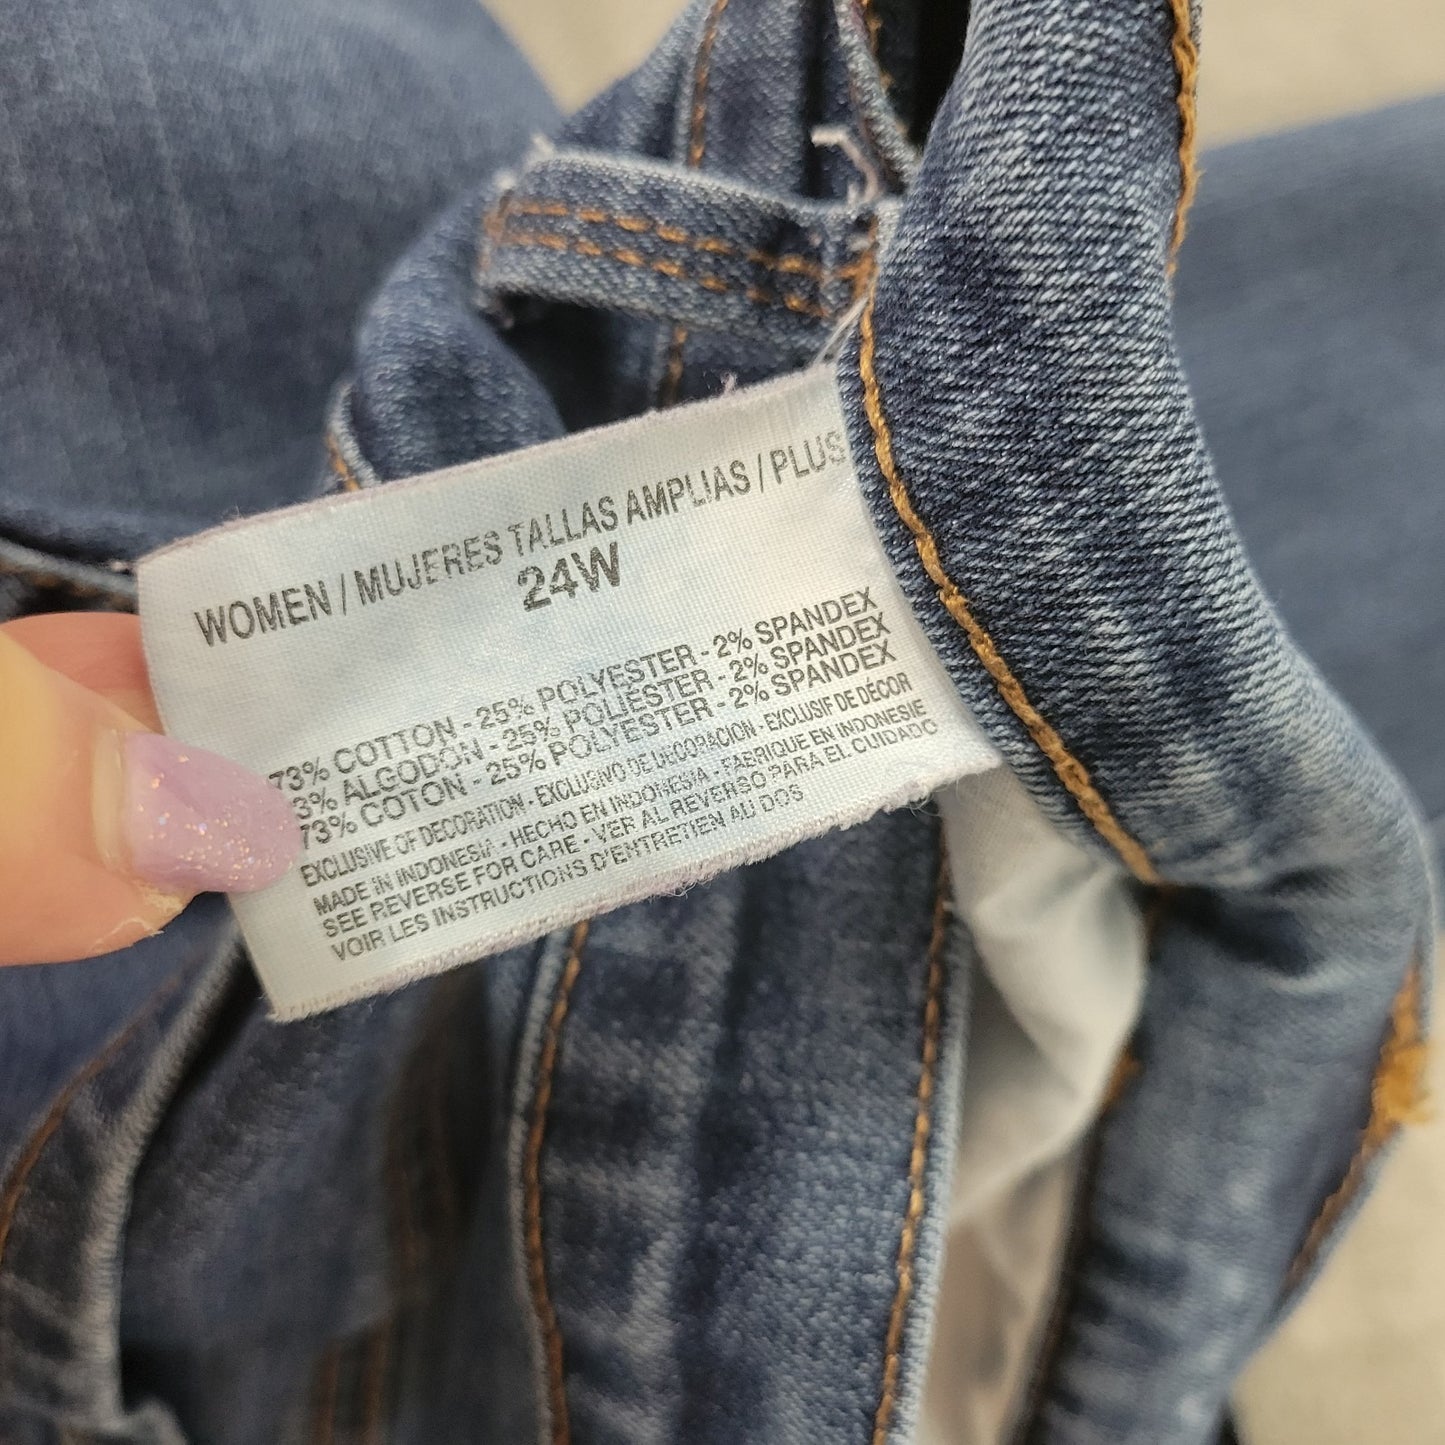 WOMEN / MUJERES TALLAS AMPLIAS / PLUS
24W
73% COTTON - 25% POLYESTER - 2% SPANDEX
3% ALGODON - 25% POLIESTER - 2% SPANDEX
73% COTON - 25% POLYESTER - 2% SPANDEX
EXCLUSIVE OF DECORATION - EXCLUSIVO DE DECORACION - EXCLUSIF DE DÉCOR
MADE IN INDONESIA - HECHO EN INDONESIA - FABRIQUE EN INDONESIE
SEE REVERSE FOR CARE - VER AL REVERSO PARA EL CUIDADO
VOIR LES INSTRUCTIONS D'ENTRETIEN AU DOS